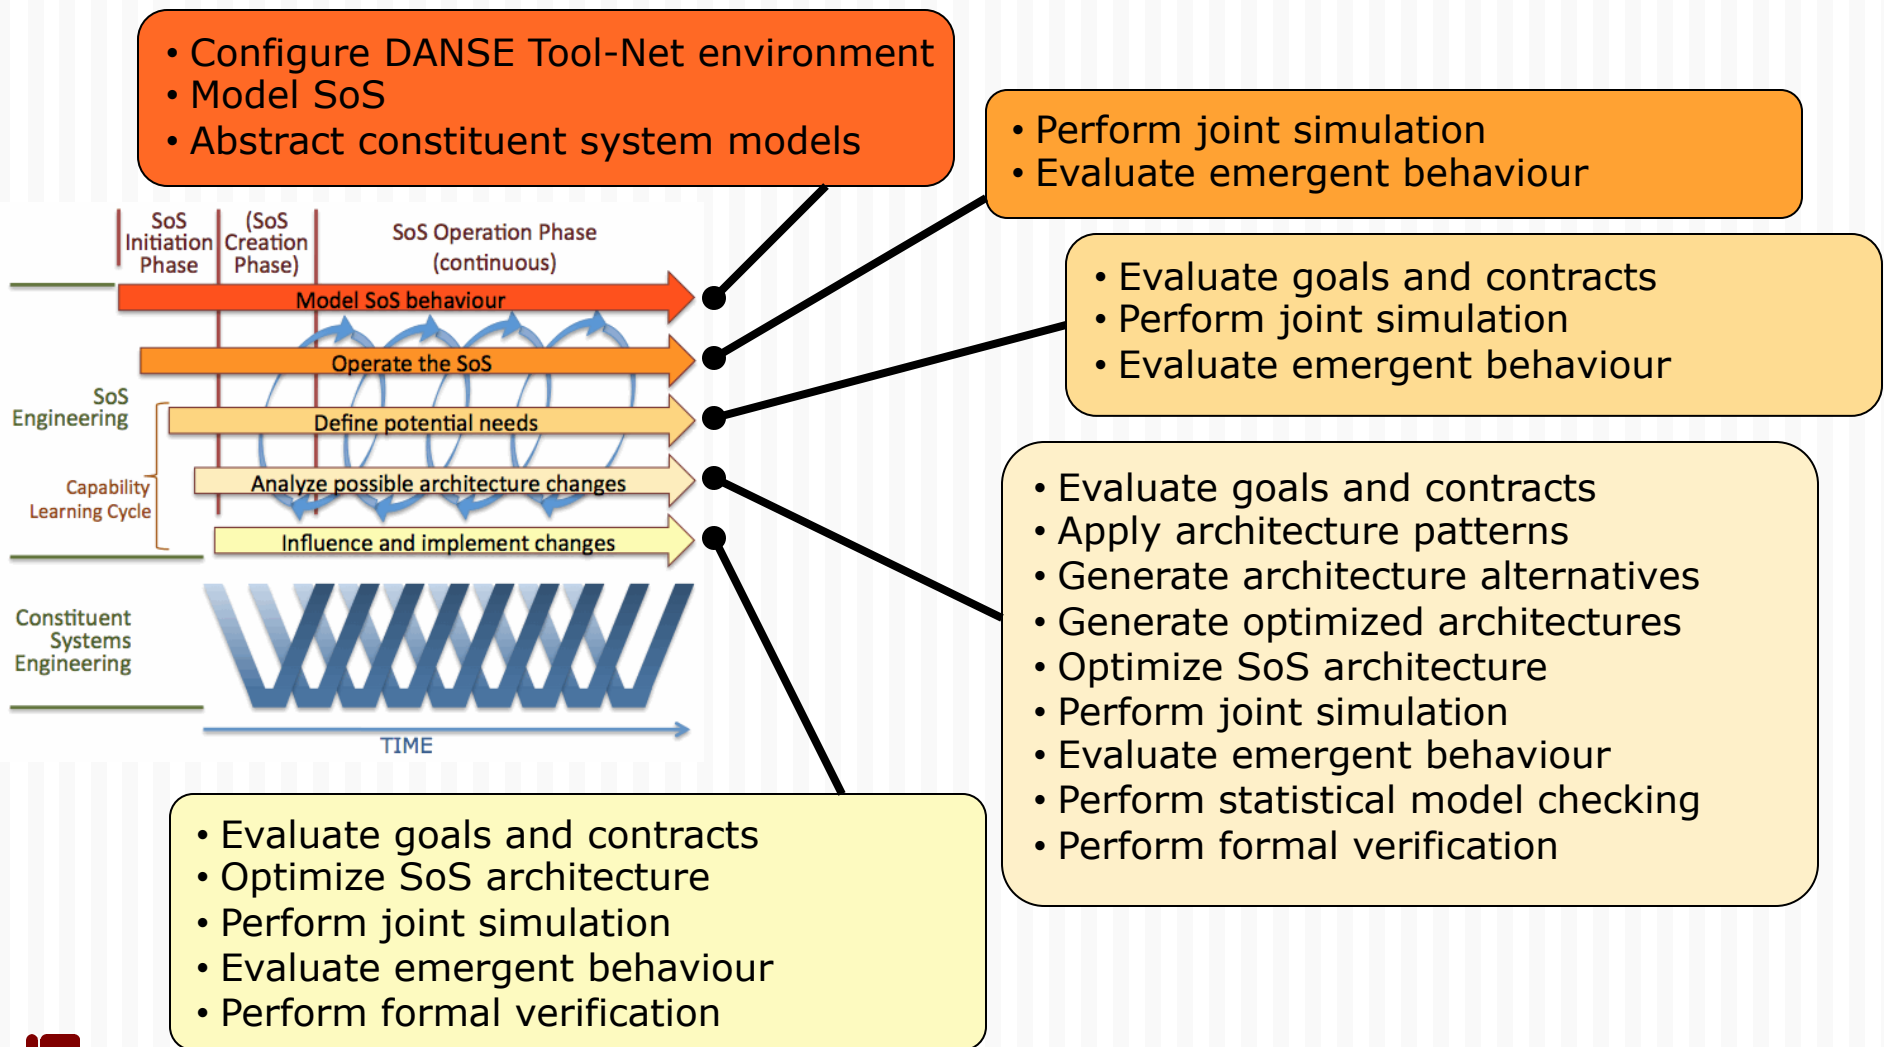 • Configure DANSE Tool-Net environment
• Model SoS
• Abstract constituent system models
• Perform joint simulation
• Evaluate emergent behaviour
• Evaluate goals and contracts
• Perform joint simulation
• Evaluate emergent behaviour
SoS
Initiation
Phase
(SoS
Creation
Phase)
SoS Operation Phase
(continuous)
Model SoS behaviour
Operate the SoS
SoS
Engineering
Define potential needs
Capability
Learning Cycle
Analyze possible architecture changes
Influence and implement changes
Constituent
Systems
Engineering
TIME
• Evaluate goals and contracts
• Apply architecture patterns
• Generate architecture alternatives
• Generate optimized architectures
• Optimize SoS architecture
• Perform joint simulation
• Evaluate emergent behaviour
• Perform statistical model checking
• Perform formal verification
• Evaluate goals and contracts
• Optimize SoS architecture
• Perform joint simulation
• Evaluate emergent behaviour
• Perform formal verification